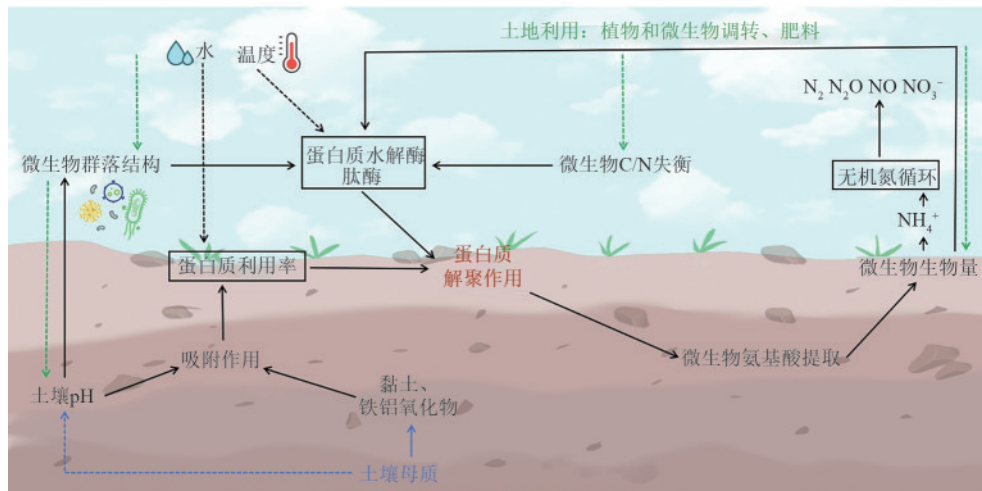 土地利用：植物和微生物调转、肥料
水
温度
N₂ N₂O NO NO₃⁻
微生物群落结构
蛋白质水解酶
肽酶
微生物C/N失衡
无机氮循环
NH₄⁺
蛋白质利用率
蛋白质
解聚作用
微生物生物量
吸附作用
微生物氨基酸提取
土壤pH
黏土、
铁铝氧化物
土壤母质